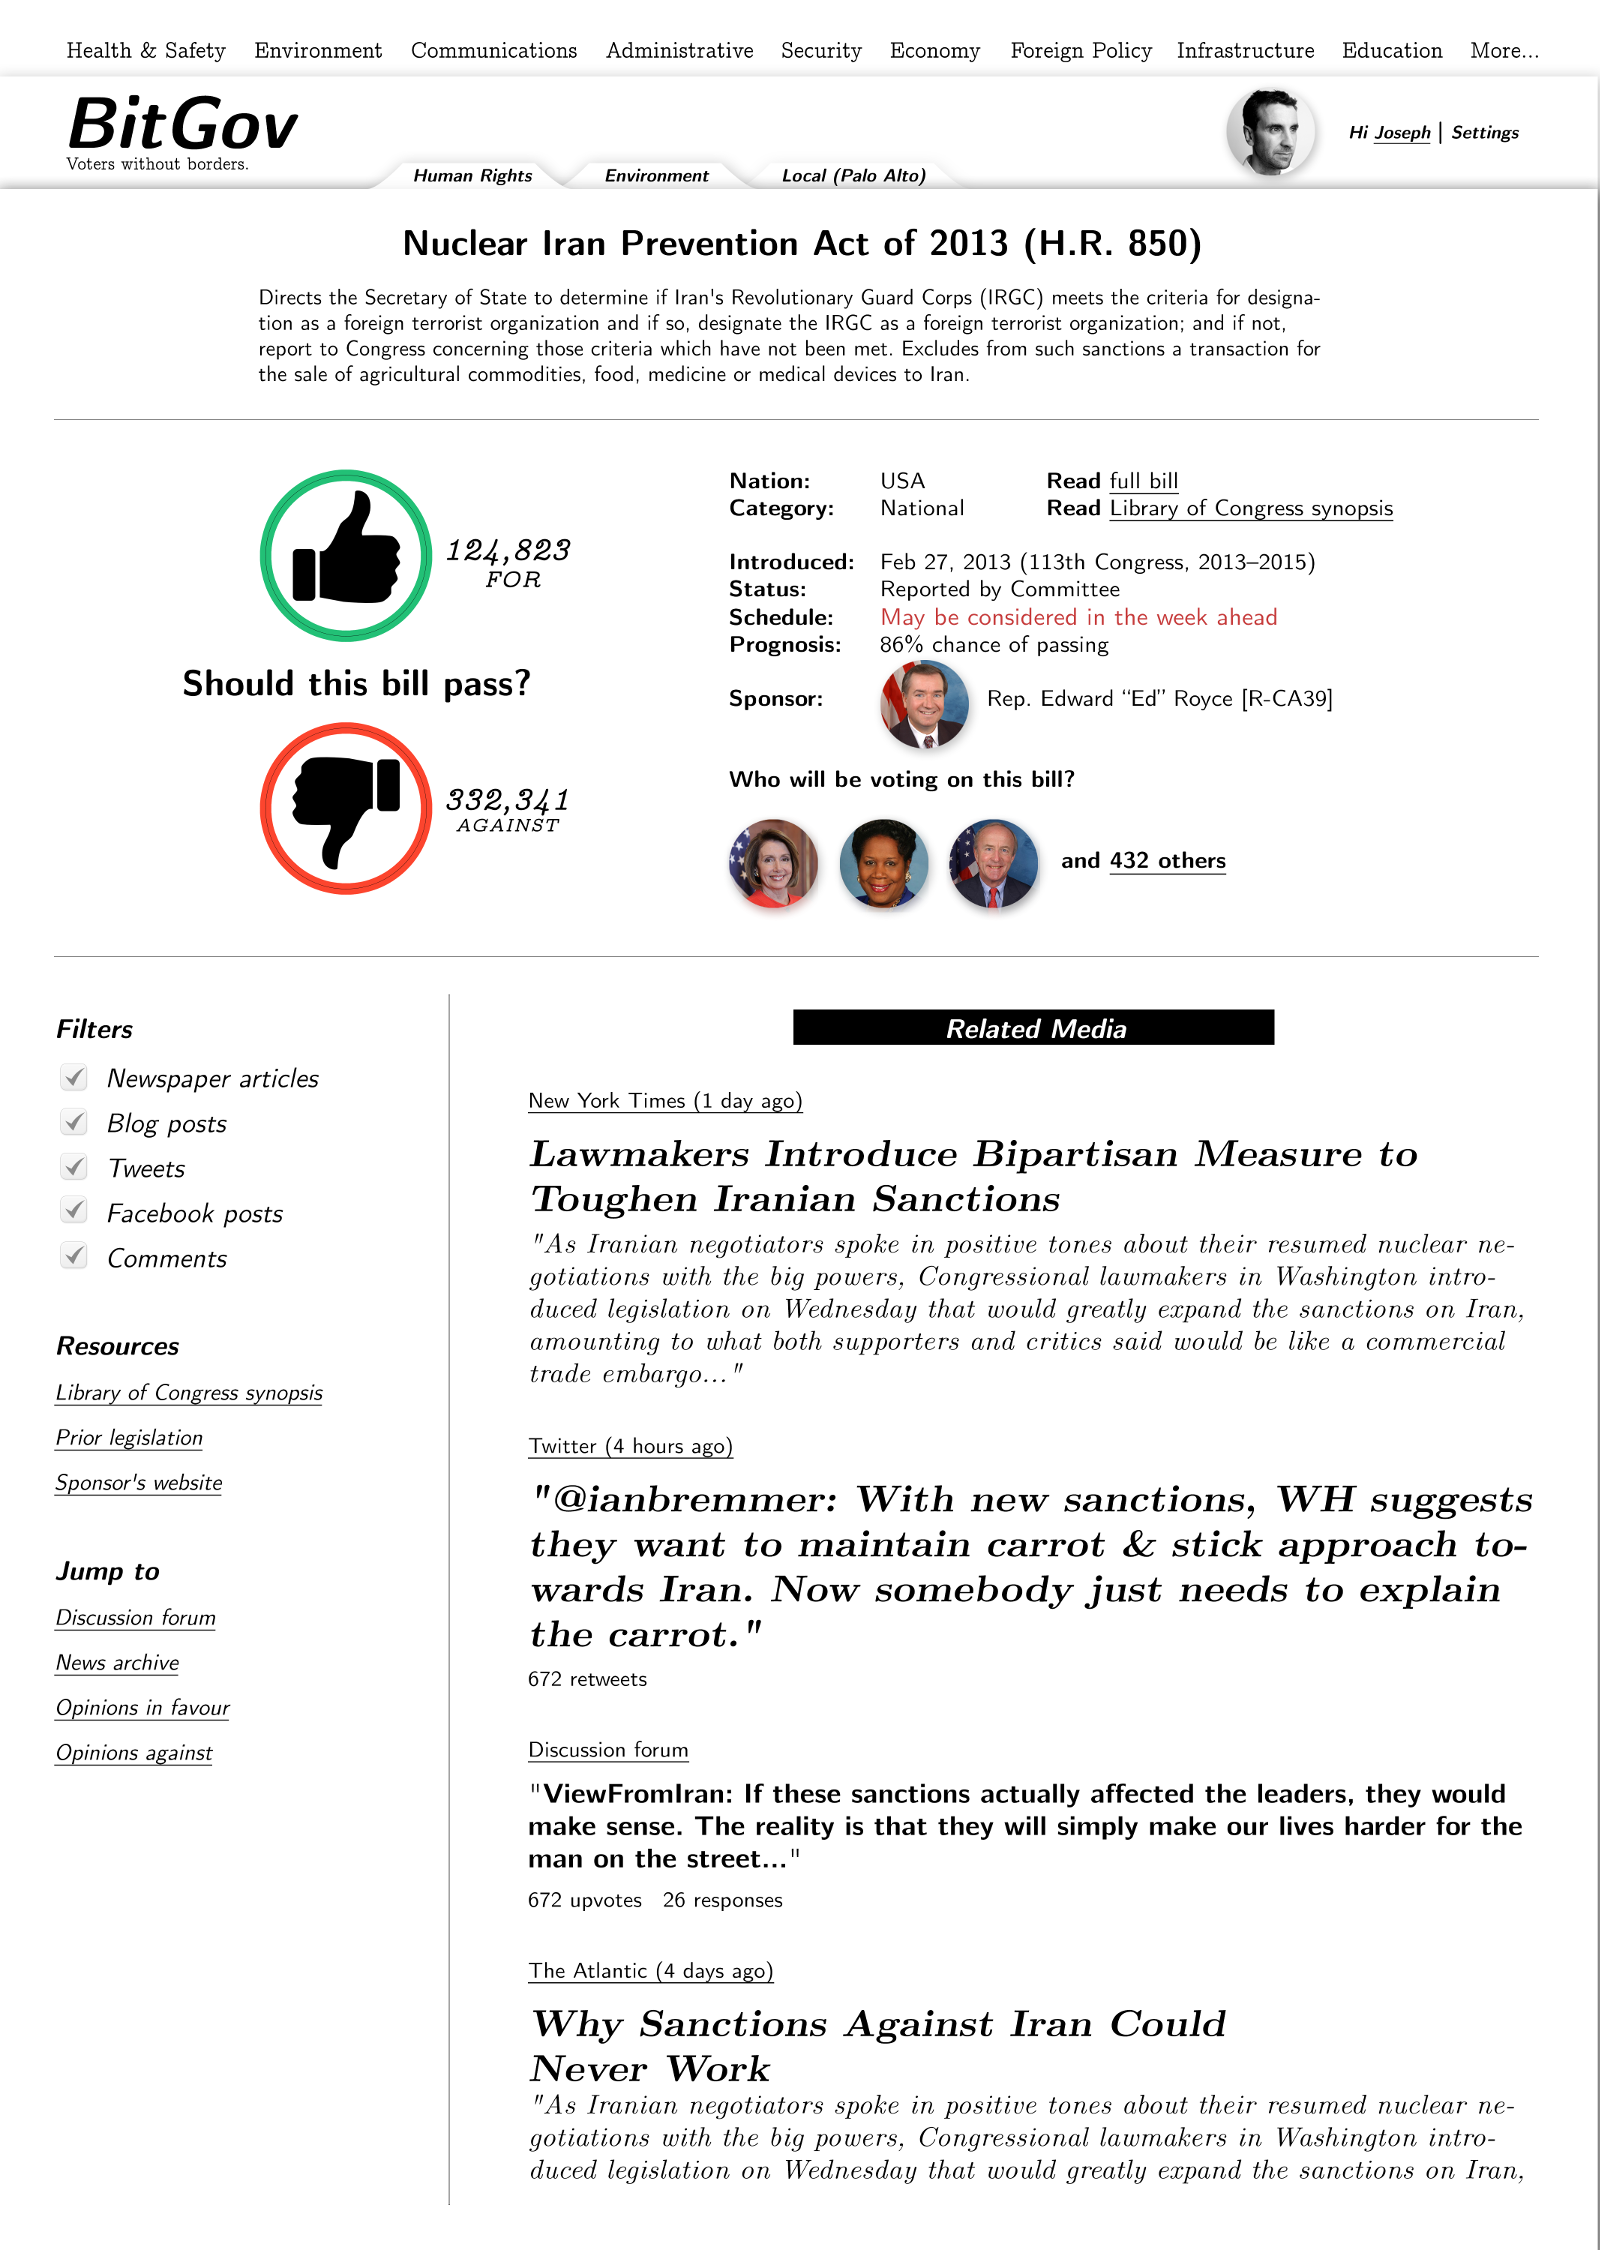 Health & Safety Environment Communications Administrative Security Economy Foreign Policy Infrastructure Education More...
BitGov
Voters without borders.
Hi Joseph | Settings
Human Rights Environment Local (Palo Alto)
Nuclear Iran Prevention Act of 2013 (H.R. 850)
Directs the Secretary of State to determine if Iran's Revolutionary Guard Corps (IRGC) meets the criteria for designa-
tion as a foreign terrorist organization and if so, designate the IRGC as a foreign terrorist organization; and if not,
report to Congress concerning those criteria which have not been met. Excludes from such sanctions a transaction for
the sale of agricultural commodities, food, medicine or medical devices to Iran.
124,823
FOR
Should this bill pass?
332,341
AGAINST
Nation: USA Read full bill
Category: National Read Library of Congress synopsis
Introduced: Feb 27, 2013 (113th Congress, 2013–2015)
Status: Reported by Committee
Schedule: May be considered in the week ahead
Prognosis: 86% chance of passing
Sponsor: Rep. Edward “Ed” Royce [R-CA39]
Who will be voting on this bill?
and 432 others
Filters
Newspaper articles
Blog posts
Tweets
Facebook posts
Comments
Resources
Library of Congress synopsis
Prior legislation
Sponsor's website
Jump to
Discussion forum
News archive
Opinions in favour
Opinions against
Related Media
New York Times (1 day ago)
Lawmakers Introduce Bipartisan Measure to
Toughen Iranian Sanctions
"As Iranian negotiators spoke in positive tones about their resumed nuclear ne-
gotiations with the big powers, Congressional lawmakers in Washington intro-
duced legislation on Wednesday that would greatly expand the sanctions on Iran,
amounting to what both supporters and critics said would be like a commercial
trade embargo..."
Twitter (4 hours ago)
"@ianbremmer: With new sanctions, WH suggests
they want to maintain carrot & stick approach to-
wards Iran. Now somebody just needs to explain
the carrot."
672 retweets
Discussion forum
"ViewFromIran: If these sanctions actually affected the leaders, they would
make sense. The reality is that they will simply make our lives harder for the
man on the street..."
672 upvotes 26 responses
The Atlantic (4 days ago)
Why Sanctions Against Iran Could
Never Work
"As Iranian negotiators spoke in positive tones about their resumed nuclear ne-
gotiations with the big powers, Congressional lawmakers in Washington intro-
duced legislation on Wednesday that would greatly expand the sanctions on Iran,